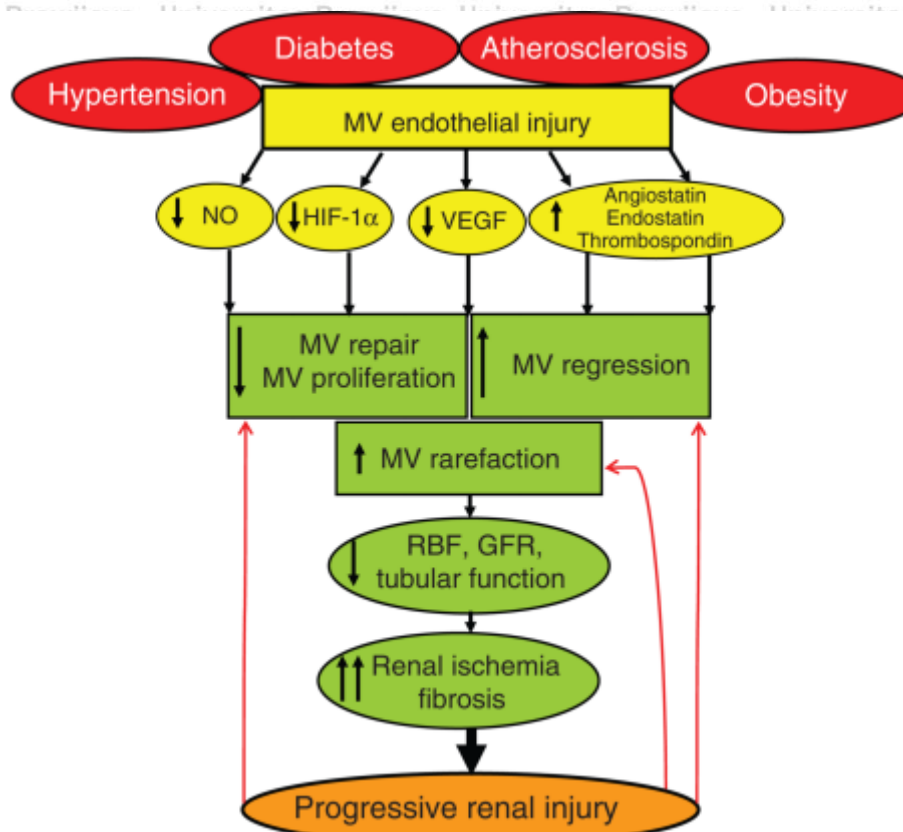 Diabetes
Atherosclerosis
Hypertension
Obesity
MV endothelial injury
↓ NO
↓ HIF-1α
↓ VEGF
↑ Angiostatin
Endostatin
Thrombospondin
↓ MV repair
MV proliferation
↑ MV regression
↑ MV rarefaction
↓ RBF, GFR,
tubular function
↑↑ Renal ischemia
fibrosis
Progressive renal injury